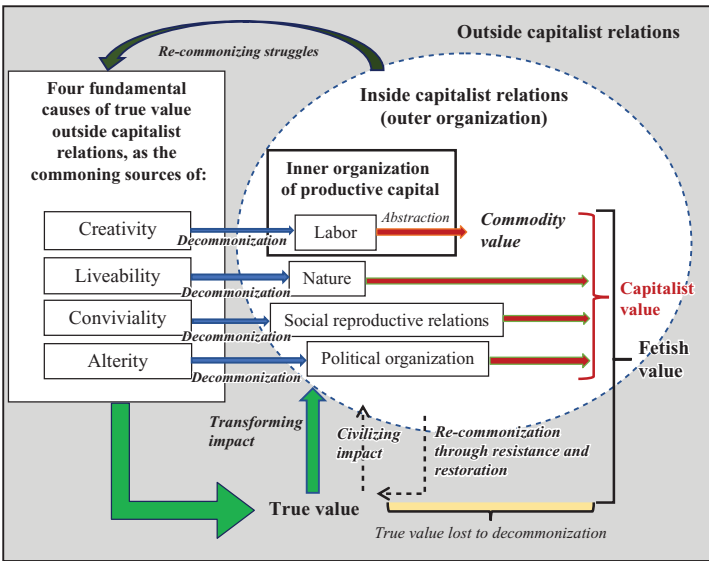 Outside capitalist relations
Re-commonizing struggles
Four fundamental
causes of true value
outside capitalist
relations, as the
commoning sources of:
Inside capitalist relations
(outer organization)
Inner organization
of productive capital
Creativity
Decommonization
Labor
Abstraction
Commodity
value
Liveability
Decommonization
Nature
Conviviality
Decommonization
Social reproductive relations
Alterity
Decommonization
Political organization
Capitalist
value
Fetish
value
Transforming
impact
Civilizing
impact
Re-commonization
through resistance and
restoration
True value
True value lost to decommonization